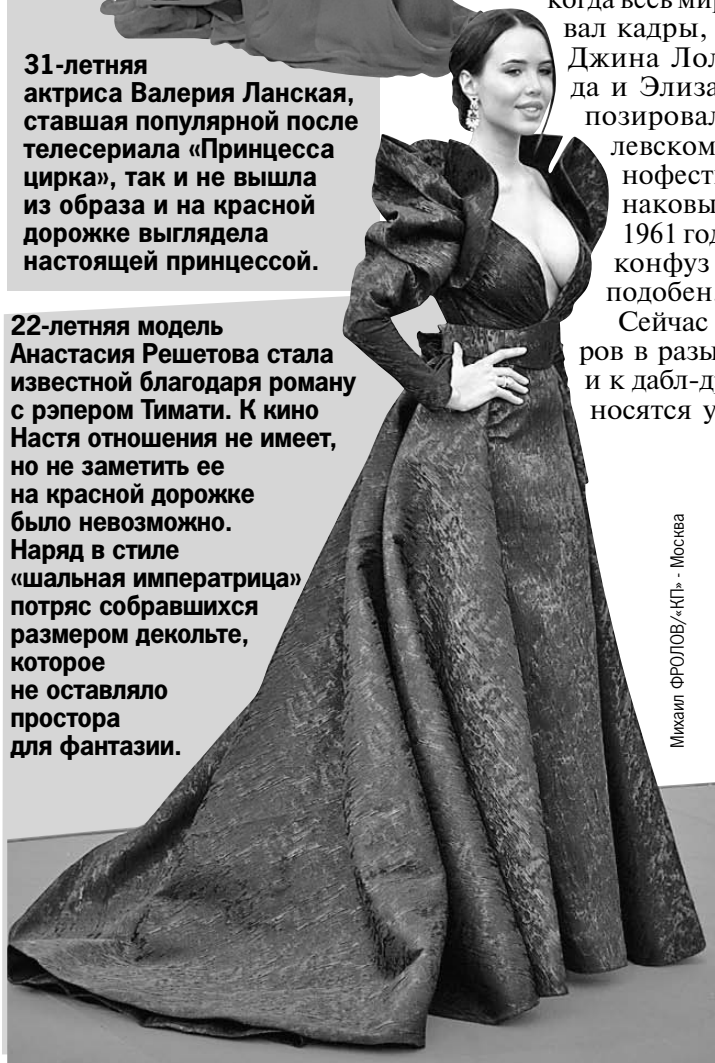 31-летняя
актриса Валерия Ланская,
ставшая популярной после
телесериала «Принцесса
цирка», так и не вышла
из образа и на красной
дорожке выглядела
настоящей принцессой.
22-летняя модель
Анастасия Решетова стала
известной благодаря роману
с рэпером Тимати. К кино
Настя отношения не имеет,
но не заметить ее
на красной дорожке
было невозможно.
Наряд в стиле
«шальная императрица»
потряс собравшихся
размером декольте,
которое
не оставляло
простора
для фантазии.
когда весь мир
вал кадры,
Джина Лол
да и Элиза
позировал
левском
нофест
наковы
1961 год
конфуз
подобен
Сейчас
ров в разы
и к дабл-д
носятся у
Михаил ФРОЛОВ/«КП» - Москва